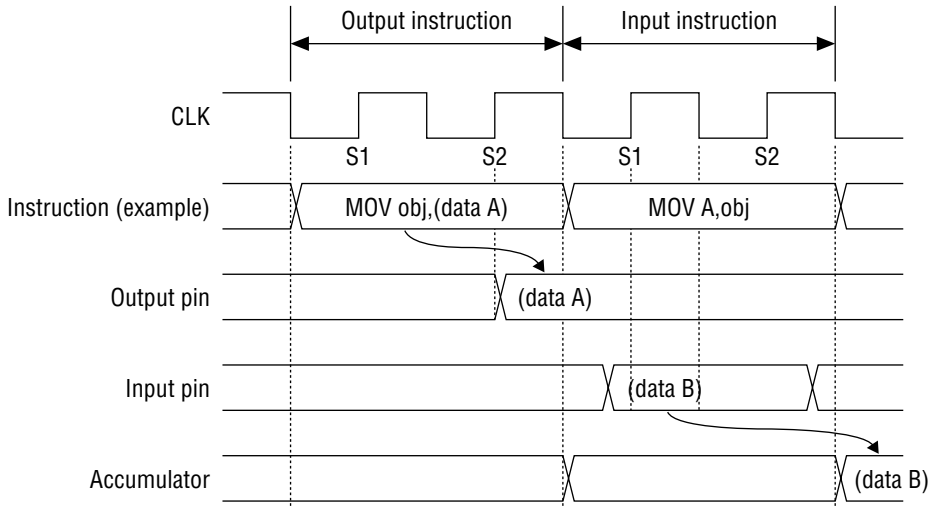 Output instruction Input instruction
CLK
S1 S2 S1 S2
Instruction (example) MOV obj,(data A) MOV A,obj
Output pin (data A)
Input pin (data B)
Accumulator (data B)